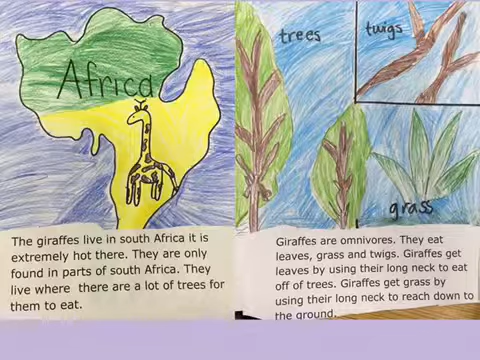 Africa
The giraffes live in south Africa it is
extremely hot there. They are only
found in parts of south Africa. They
live where there are a lot of trees for
them to eat.
trees
twigs
grass
Giraffes are omnivores. They eat
leaves, grass and twigs. Giraffes get
leaves by using their long neck to eat
off of trees. Giraffes get grass by
using their long neck to reach down to
the ground.